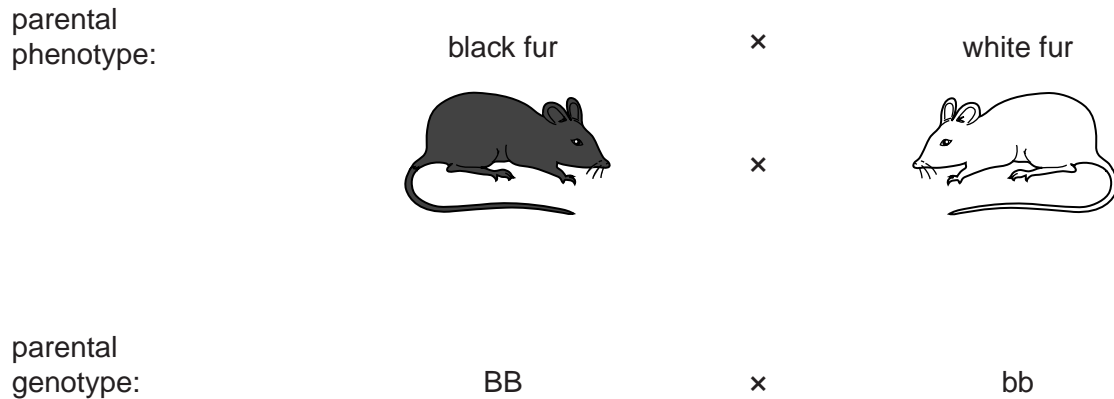 parental
phenotype: black fur × white fur
×
parental
genotype: BB × bb